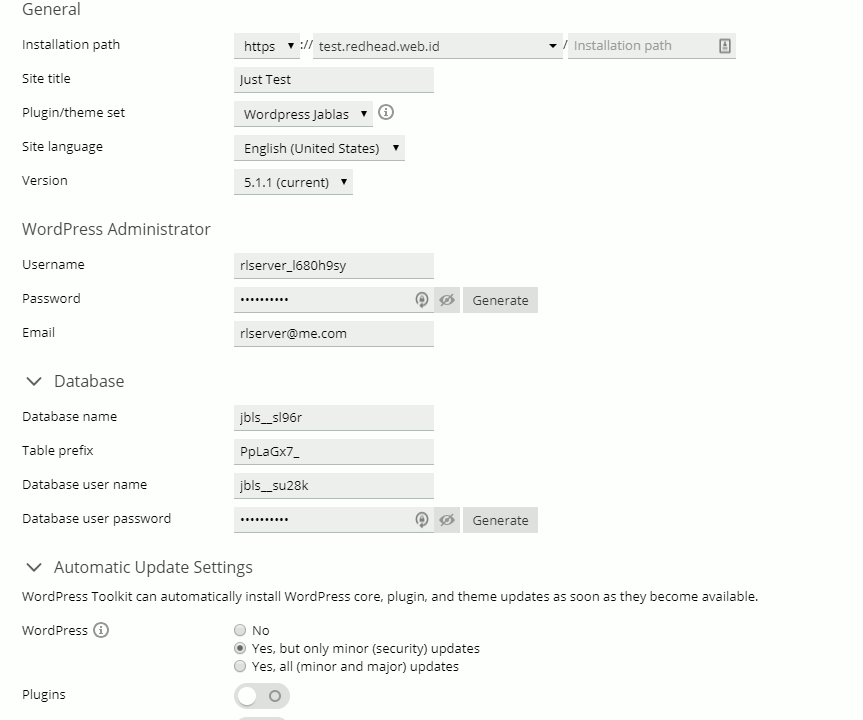 General
Installation path https :// test.redhead.web.id / Installation path
Site title Just Test
Plugin/theme set Wordpress Jablas
Site language English (United States)
Version 5.1.1 (current)
WordPress Administrator
Username rlserver_l680h9sy
Password •••••••••• Generate
Email rlserver@me.com
Database
Database name jbls__sl96r
Table prefix PpLaGx7_
Database user name jbls__su28k
Database user password •••••••••• Generate
Automatic Update Settings
WordPress Toolkit can automatically install WordPress core, plugin, and theme updates as soon as they become available.
WordPress No
Yes, but only minor (security) updates
Yes, all (minor and major) updates
Plugins